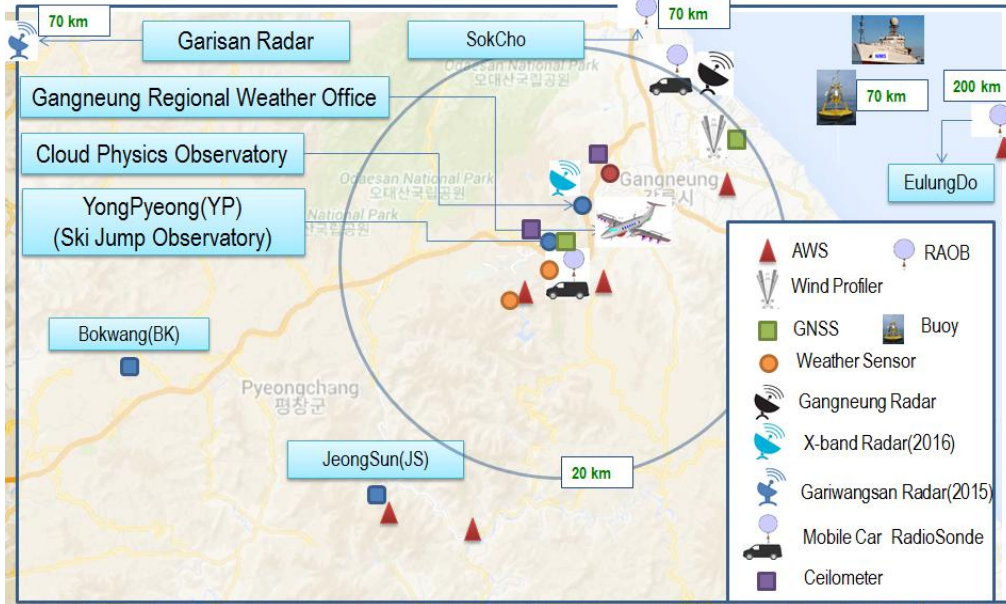 70 km
Garisan Radar
SokCho
70 km
Odaesan National Park
오대산국립공원
Gangneung Regional Weather Office
70 km
200 km
Cloud Physics Observatory
Odaesan National Park
오대산국립공원
Gangneung
강릉시
EulungDo
YongPyeong(YP)
(Ski Jump Observatory)
National Park
국립공원
AWS
RAOB
Wind Profiler
GNSS
Buoy
Weather Sensor
Gangneung Radar
X-band Radar(2016)
Gariwangsan Radar(2015)
Mobile Car RadioSonde
Ceilometer
Bokwang(BK)
Pyeongchang
평창군
JeongSun(JS)
20 km